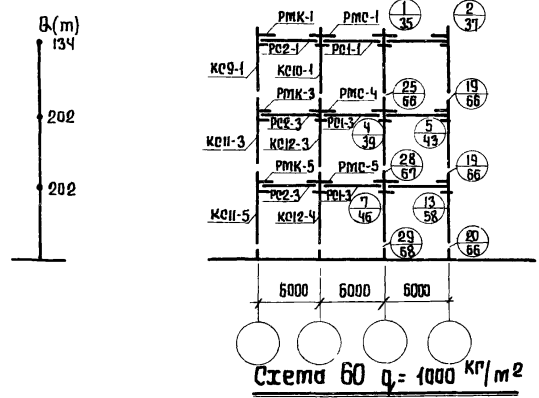 Q(т)
134
202
202
РМК-1
РМС-1
1
35
2
37
РС2-1
РС1-1
КС9-1
КС10-1
РМК-3
РМС-4
25
66
19
66
РС2-3
РС1-3
4
39
5
43
КС11-3
КС12-3
РМК-5
РМС-5
28
67
19
66
РС2-3
РС1-3
7
46
13
58
КС11-5
КС12-4
29
68
20
66
6000
6000
6000
Схема 60 q = 1000 кг/м²